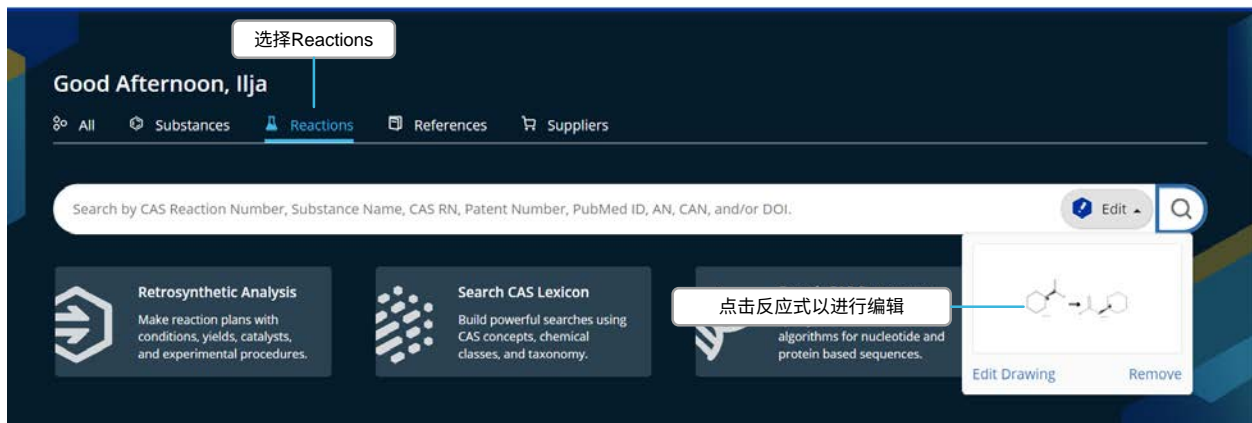 选择Reactions
Good Afternoon, Ilja
All Substances Reactions References Suppliers
Search by CAS Reaction Number, Substance Name, CAS RN, Patent Number, PubMed ID, AN, CAN, and/or DOI.
Edit
Retrosynthetic Analysis
Make reaction plans with
conditions, yields, catalysts,
and experimental procedures.
Search CAS Lexicon
Build powerful searches using
CAS concepts, chemical
classes, and taxonomy.
点击反应式以进行编辑
algorithms for nucleotide and
protein based sequences.
Edit Drawing Remove